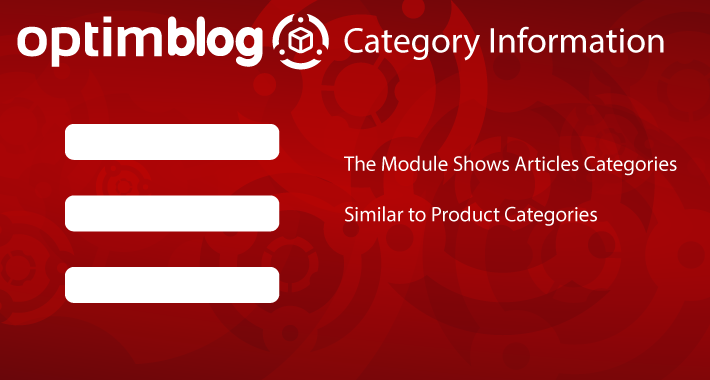 optimblog Category Information
The Module Shows Articles Categories
Similar to Product Categories